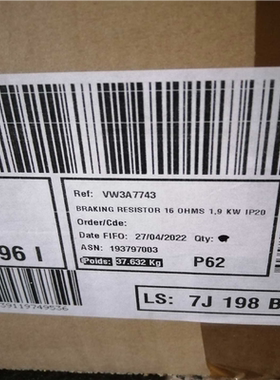 Ref: VW3A7743
BRAKING RESISTOR 16 OHMS 1,9 KW IP20
Order/Cde:
Date FIFO: 27/04/2022 Qty:
ASN: 193797003
Poids: 37.632 Kg P62
96 I
39119749536
LS: 7J 198 B